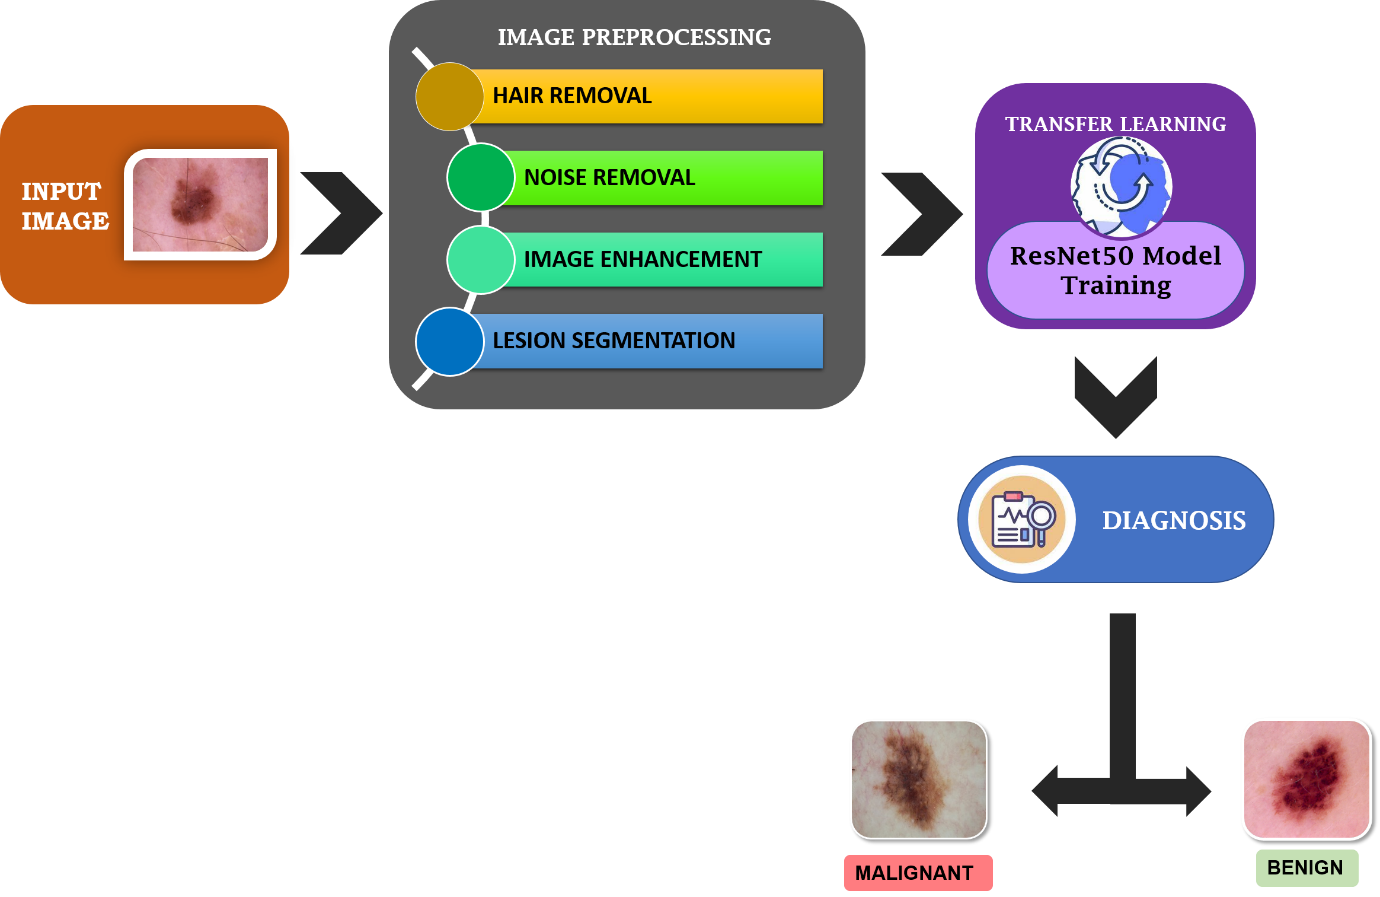 INPUT
IMAGE
IMAGE PREPROCESSING
HAIR REMOVAL
NOISE REMOVAL
IMAGE ENHANCEMENT
LESION SEGMENTATION
TRANSFER LEARNING
ResNet50 Model
Training
DIAGNOSIS
MALIGNANT
BENIGN